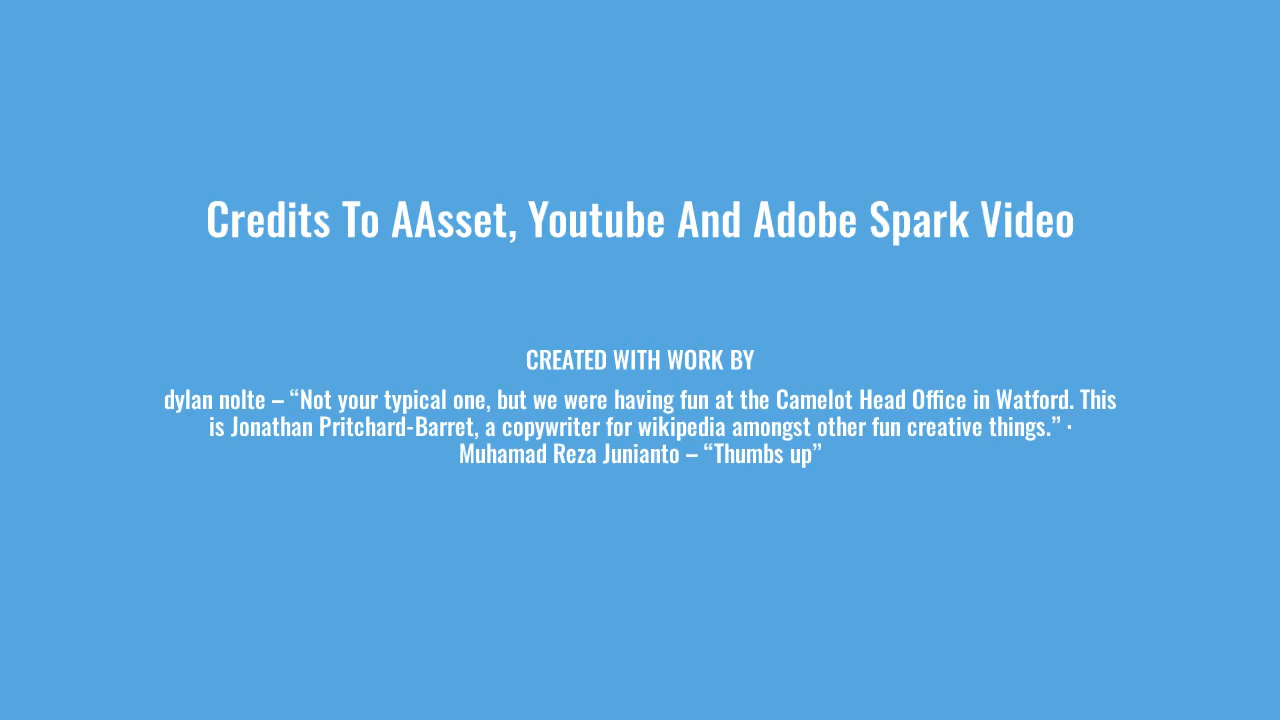 Credits To AAsset, Youtube And Adobe Spark Video
CREATED WITH WORK BY
dylan nolte – “Not your typical one, but we were having fun at the Camelot Head Office in Watford. This
is Jonathan Pritchard-Barret, a copywriter for wikipedia amongst other fun creative things.” ·
Muhamad Reza Junianto – “Thumbs up”